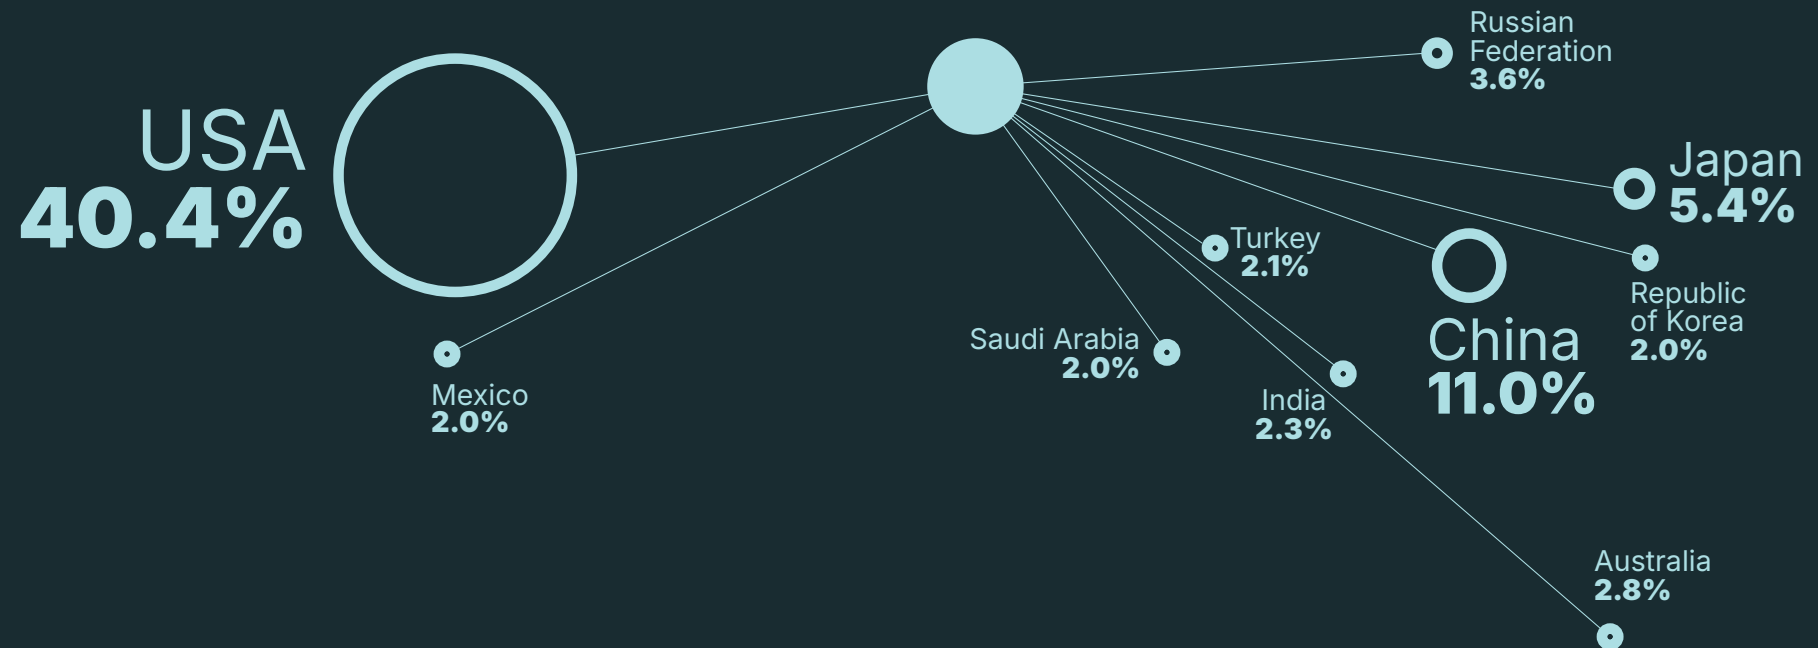 USA
40.4%
Mexico
2.0%
Russian
Federation
3.6%
Japan
5.4%
Turkey
2.1%
Republic
of Korea
2.0%
China
11.0%
Saudi Arabia
2.0%
India
2.3%
Australia
2.8%